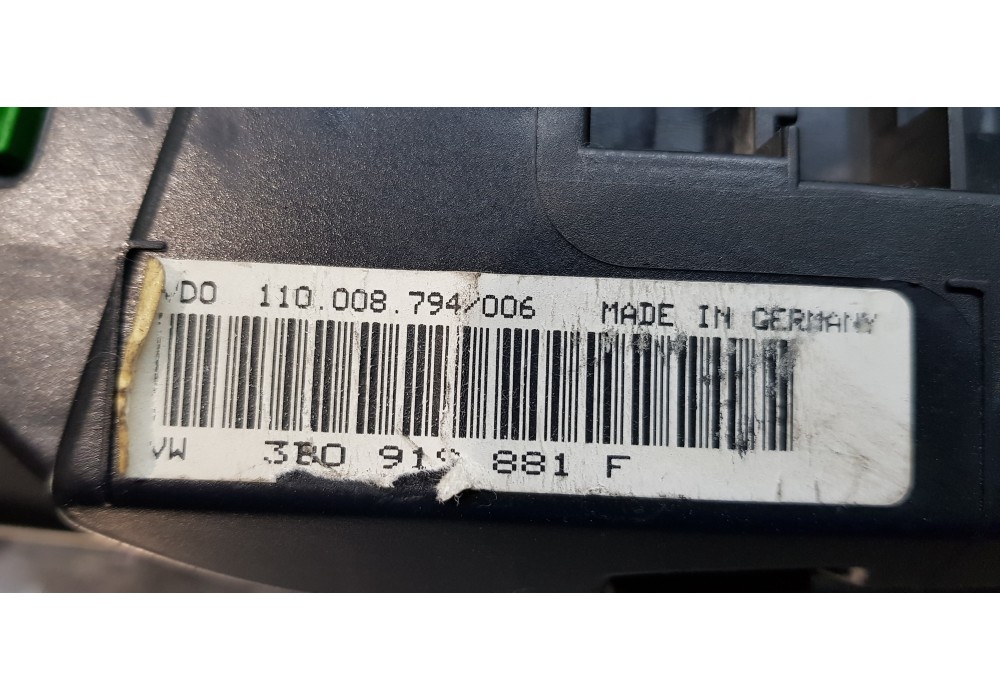 VDO 110.008.794/006 MADE IN GERMANY
VW 3B0 919 881 F